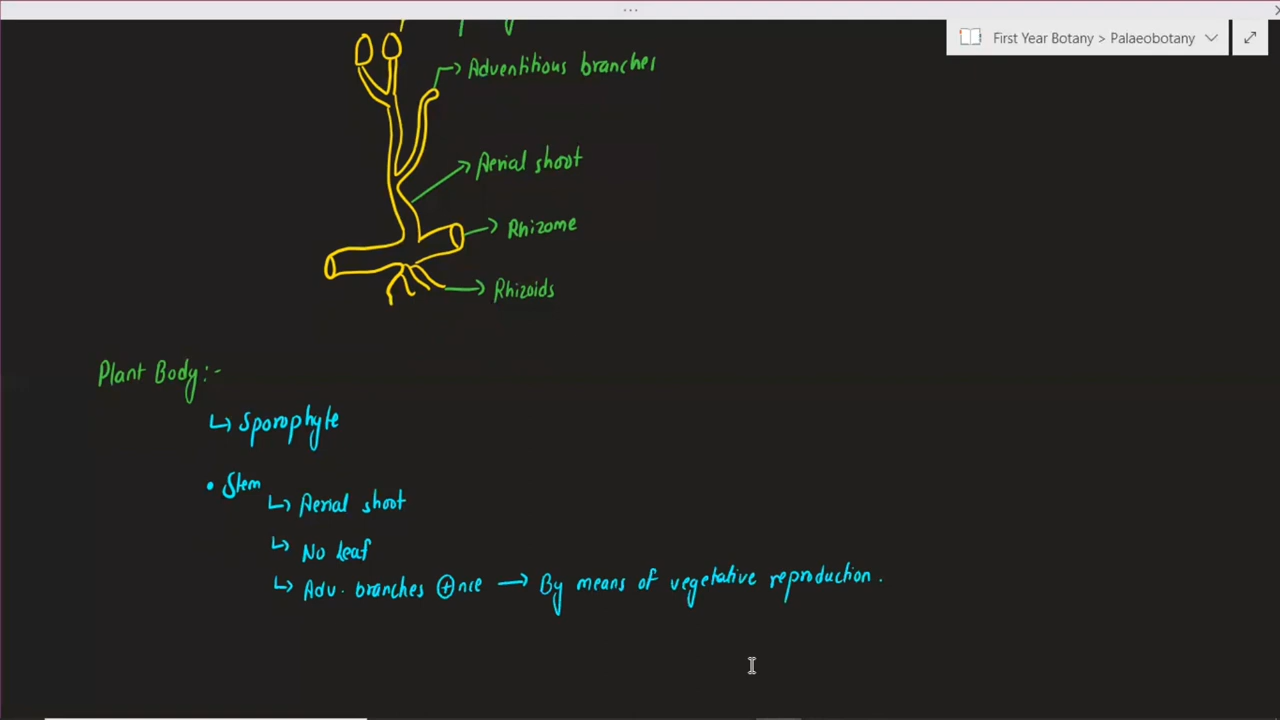 First Year Botany > Palaeobotany
Adventitious branches
Aerial shoot
Rhizome
Rhizoids
Plant Body:-
↳ Sporophyte
• Stem
↳ Aerial shoot
↳ No leaf
↳ Adv. branches ⊕nce → By means of vegetative reproduction.